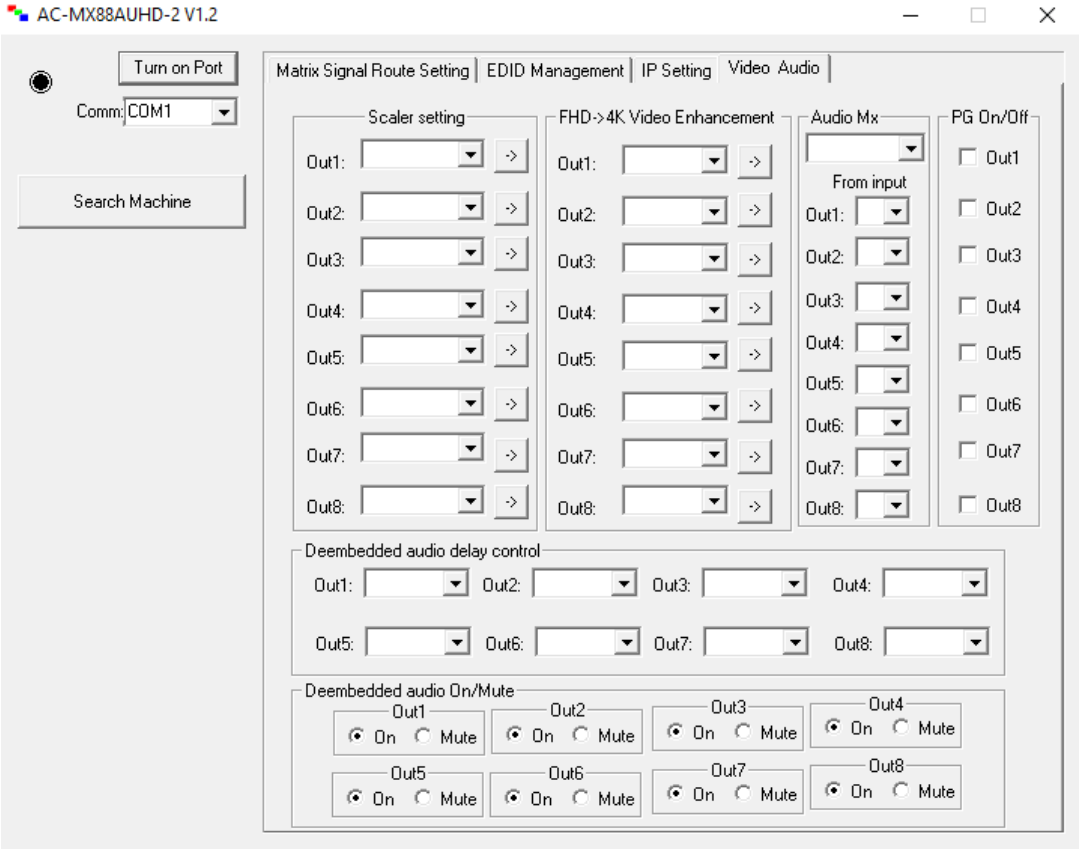 AC-MX88AUHD-2 V1.2
Turn on Port
Comm: COM1
Search Machine
Matrix Signal Route Setting EDID Management IP Setting Video Audio
Scaler setting
Out1: ->
Out2: ->
Out3: ->
Out4: ->
Out5: ->
Out6: ->
Out7: ->
Out8: ->
FHD->4K Video Enhancement
Out1: ->
Out2: ->
Out3: ->
Out4: ->
Out5: ->
Out6: ->
Out7: ->
Out8: ->
Audio Mx
From input
Out1:
Out2:
Out3:
Out4:
Out5:
Out6:
Out7:
Out8:
PG On/Off
Out1
Out2
Out3
Out4
Out5
Out6
Out7
Out8
Deembedded audio delay control
Out1: Out2: Out3: Out4:
Out5: Out6: Out7: Out8:
Deembedded audio On/Mute
Out1 Out2 Out3 Out4
On Mute On Mute On Mute On Mute
Out5 Out6 Out7 Out8
On Mute On Mute On Mute On Mute